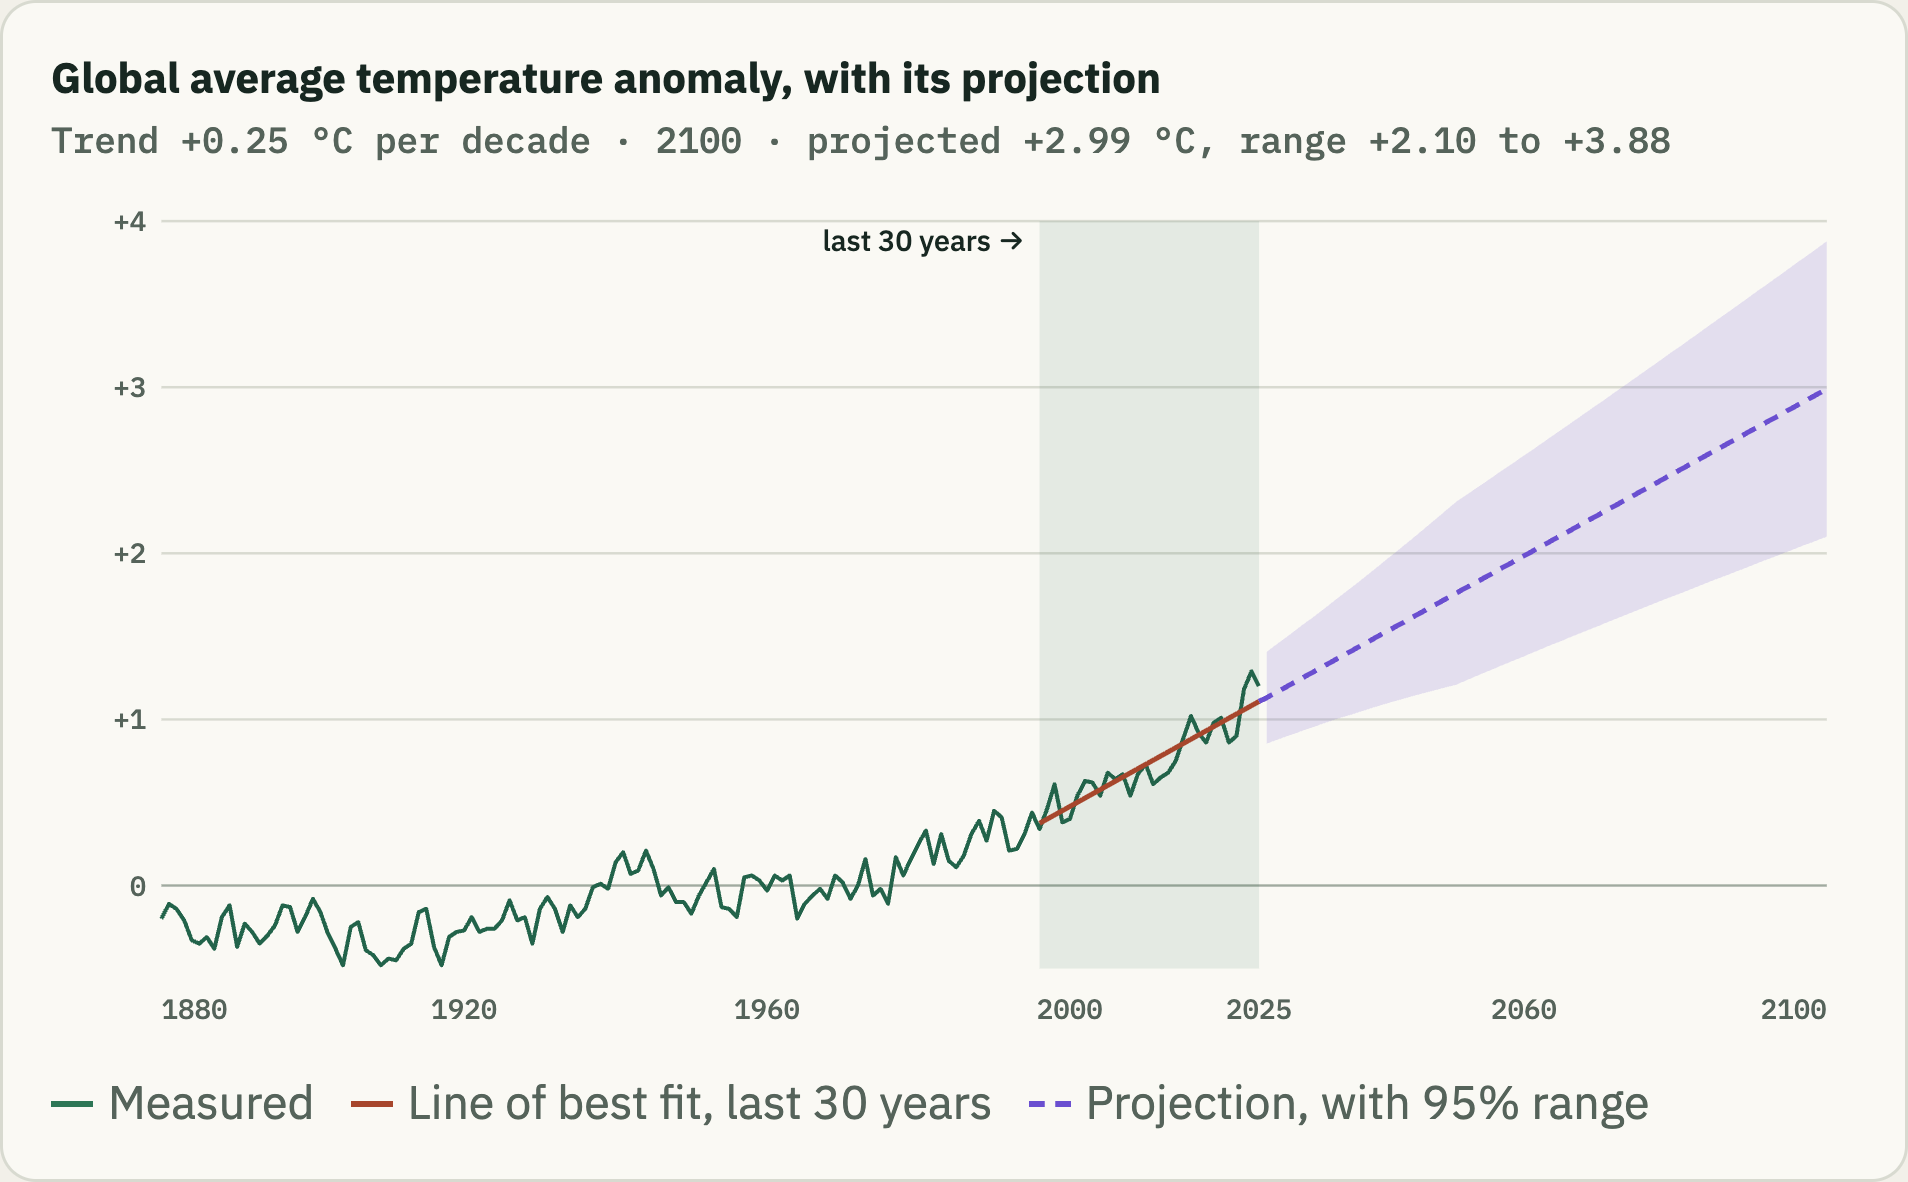 Global average temperature anomaly, with its projection
Trend +0.25 °C per decade · 2100 · projected +2.99 °C, range +2.10 to +3.88
+4
last 30 years →
+3
+2
+1
0
1880 1920 1960 2000 2025 2060 2100
Measured Line of best fit, last 30 years Projection, with 95% range